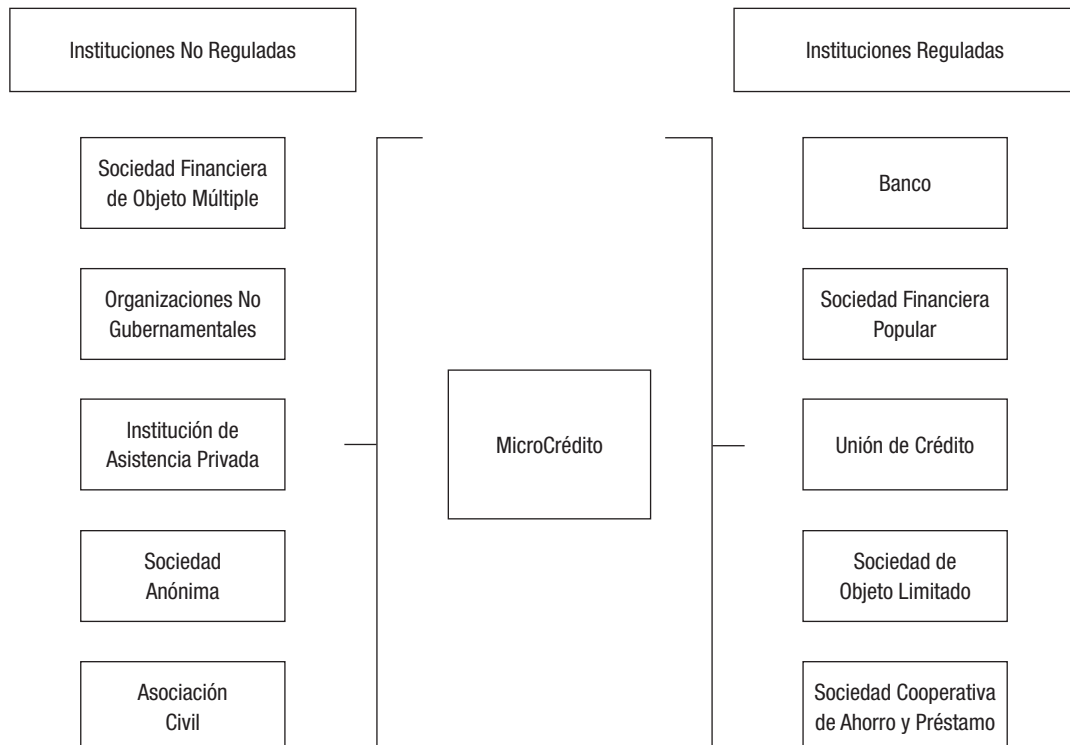 Instituciones No Reguladas
Instituciones Reguladas
Sociedad Financiera
de Objeto Múltiple
Organizaciones No
Gubernamentales
Institución de
Asistencia Privada
Sociedad
Anónima
Asociación
Civil
MicroCrédito
Banco
Sociedad Financiera
Popular
Unión de Crédito
Sociedad de
Objeto Limitado
Sociedad Cooperativa
de Ahorro y Préstamo